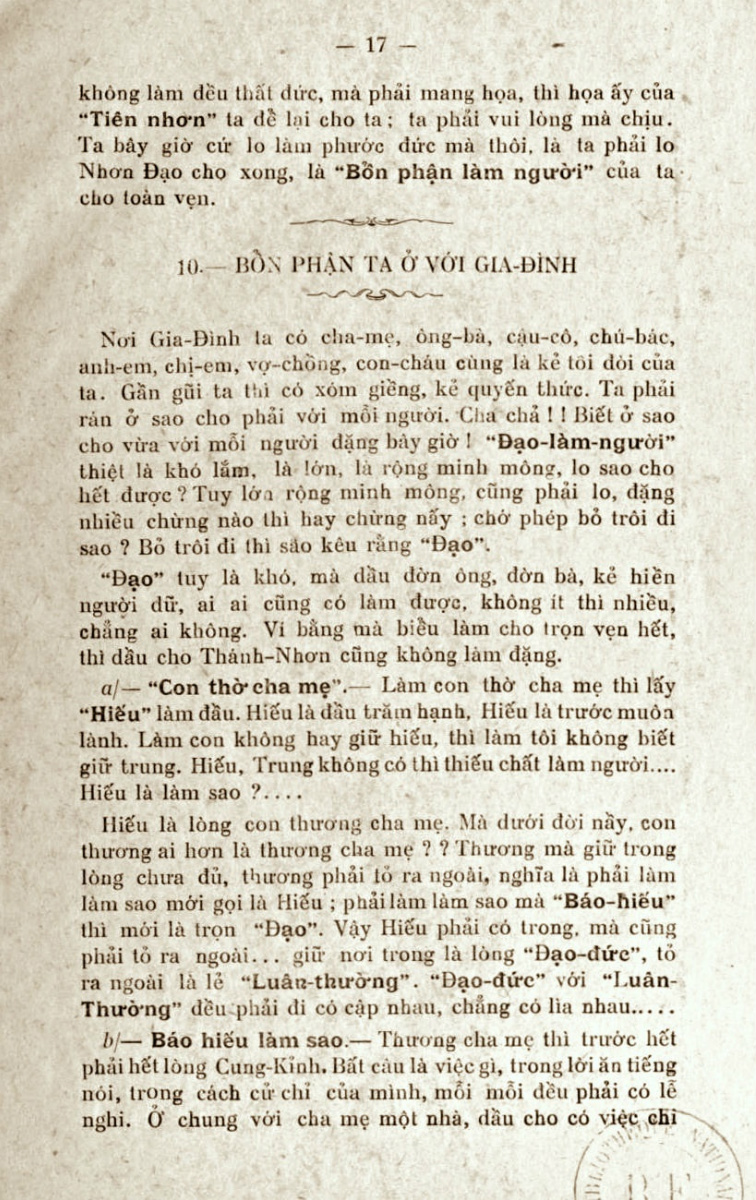 — 17 —
không làm đều thất đức, mà phải mang họa, thì họa ấy của
“Tiên nhơn” ta để lại cho ta ; ta phải vui lòng mà chịu.
Ta bây giờ cứ lo làm phước đức mà thôi, là ta phải lo
Nhơn Đạo cho xong, là “Bổn phận làm người” của ta
cho toàn vẹn.
10.— BỔN PHẬN TA Ở VỚI GIA-ĐÌNH
Nơi Gia-Đình ta có cha-mẹ, ông-bà, cậu-cô, chú-bác,
anh-em, chị-em, vợ-chồng, con-cháu cùng là kẻ tôi đòi của
ta. Gần gũi ta thì có xóm giềng, kẻ quyến thức. Ta phải
rán ở sao cho phải với mỗi người. Cha chả ! ! Biết ở sao
cho vừa với mỗi người đặng bây giờ ! “Đạo-làm-người”
thiệt là khó lắm, là lớn, là rộng minh mông, lo sao cho
hết được ? Tuy lớn rộng minh mông, cũng phải lo, đặng
nhiều chừng nào thì hay chừng nấy ; chớ phép bỏ trôi đi
sao ? Bỏ trôi đi thì sao kêu rằng “Đạo”.
“Đạo” tuy là khó, mà dầu đờn ông, đờn bà, kẻ hiền
người dữ, ai ai cũng có làm được, không ít thì nhiều,
chẳng ai không. Ví bằng mà biểu làm cho trọn vẹn hết,
thì dầu cho Thánh-Nhơn cũng không làm đặng.
a/— “Con thờ cha mẹ”.— Làm con thờ cha mẹ thì lấy
“Hiếu” làm đầu. Hiếu là đầu trăm hạnh, Hiếu là trước muôn
lành. Làm con không hay giữ hiếu, thì làm tôi không biết
giữ trung. Hiếu, Trung không có thì thiếu chất làm người....
Hiếu là làm sao ?....
Hiếu là lòng con thương cha mẹ. Mà dưới đời nầy, con
thương ai hơn là thương cha mẹ ? ? Thương mà giữ trong
lòng chưa đủ, thương phải tỏ ra ngoài, nghĩa là phải làm
làm sao mới gọi là Hiếu ; phải làm làm sao mà “Báo-hiếu”
thì mới là trọn “Đạo”. Vậy Hiếu phải có trong, mà cũng
phải tỏ ra ngoài... giữ nơi trong là lòng “Đạo-đức”, tỏ
ra ngoài là lẻ “Luân-thường”. “Đạo-đức” với “Luân-
Thường” đều phải đi có cặp nhau, chẳng có lìa nhau.....
b/— Báo hiếu làm sao.— Thương cha mẹ thì trước hết
phải hết lòng Cung-Kỉnh. Bất câu là việc gì, trong lời ăn tiếng
nói, trong cách cử chỉ của mình, mỗi mỗi đều phải có lễ
nghi. Ở chung với cha mẹ một nhà, dầu cho có việc chi